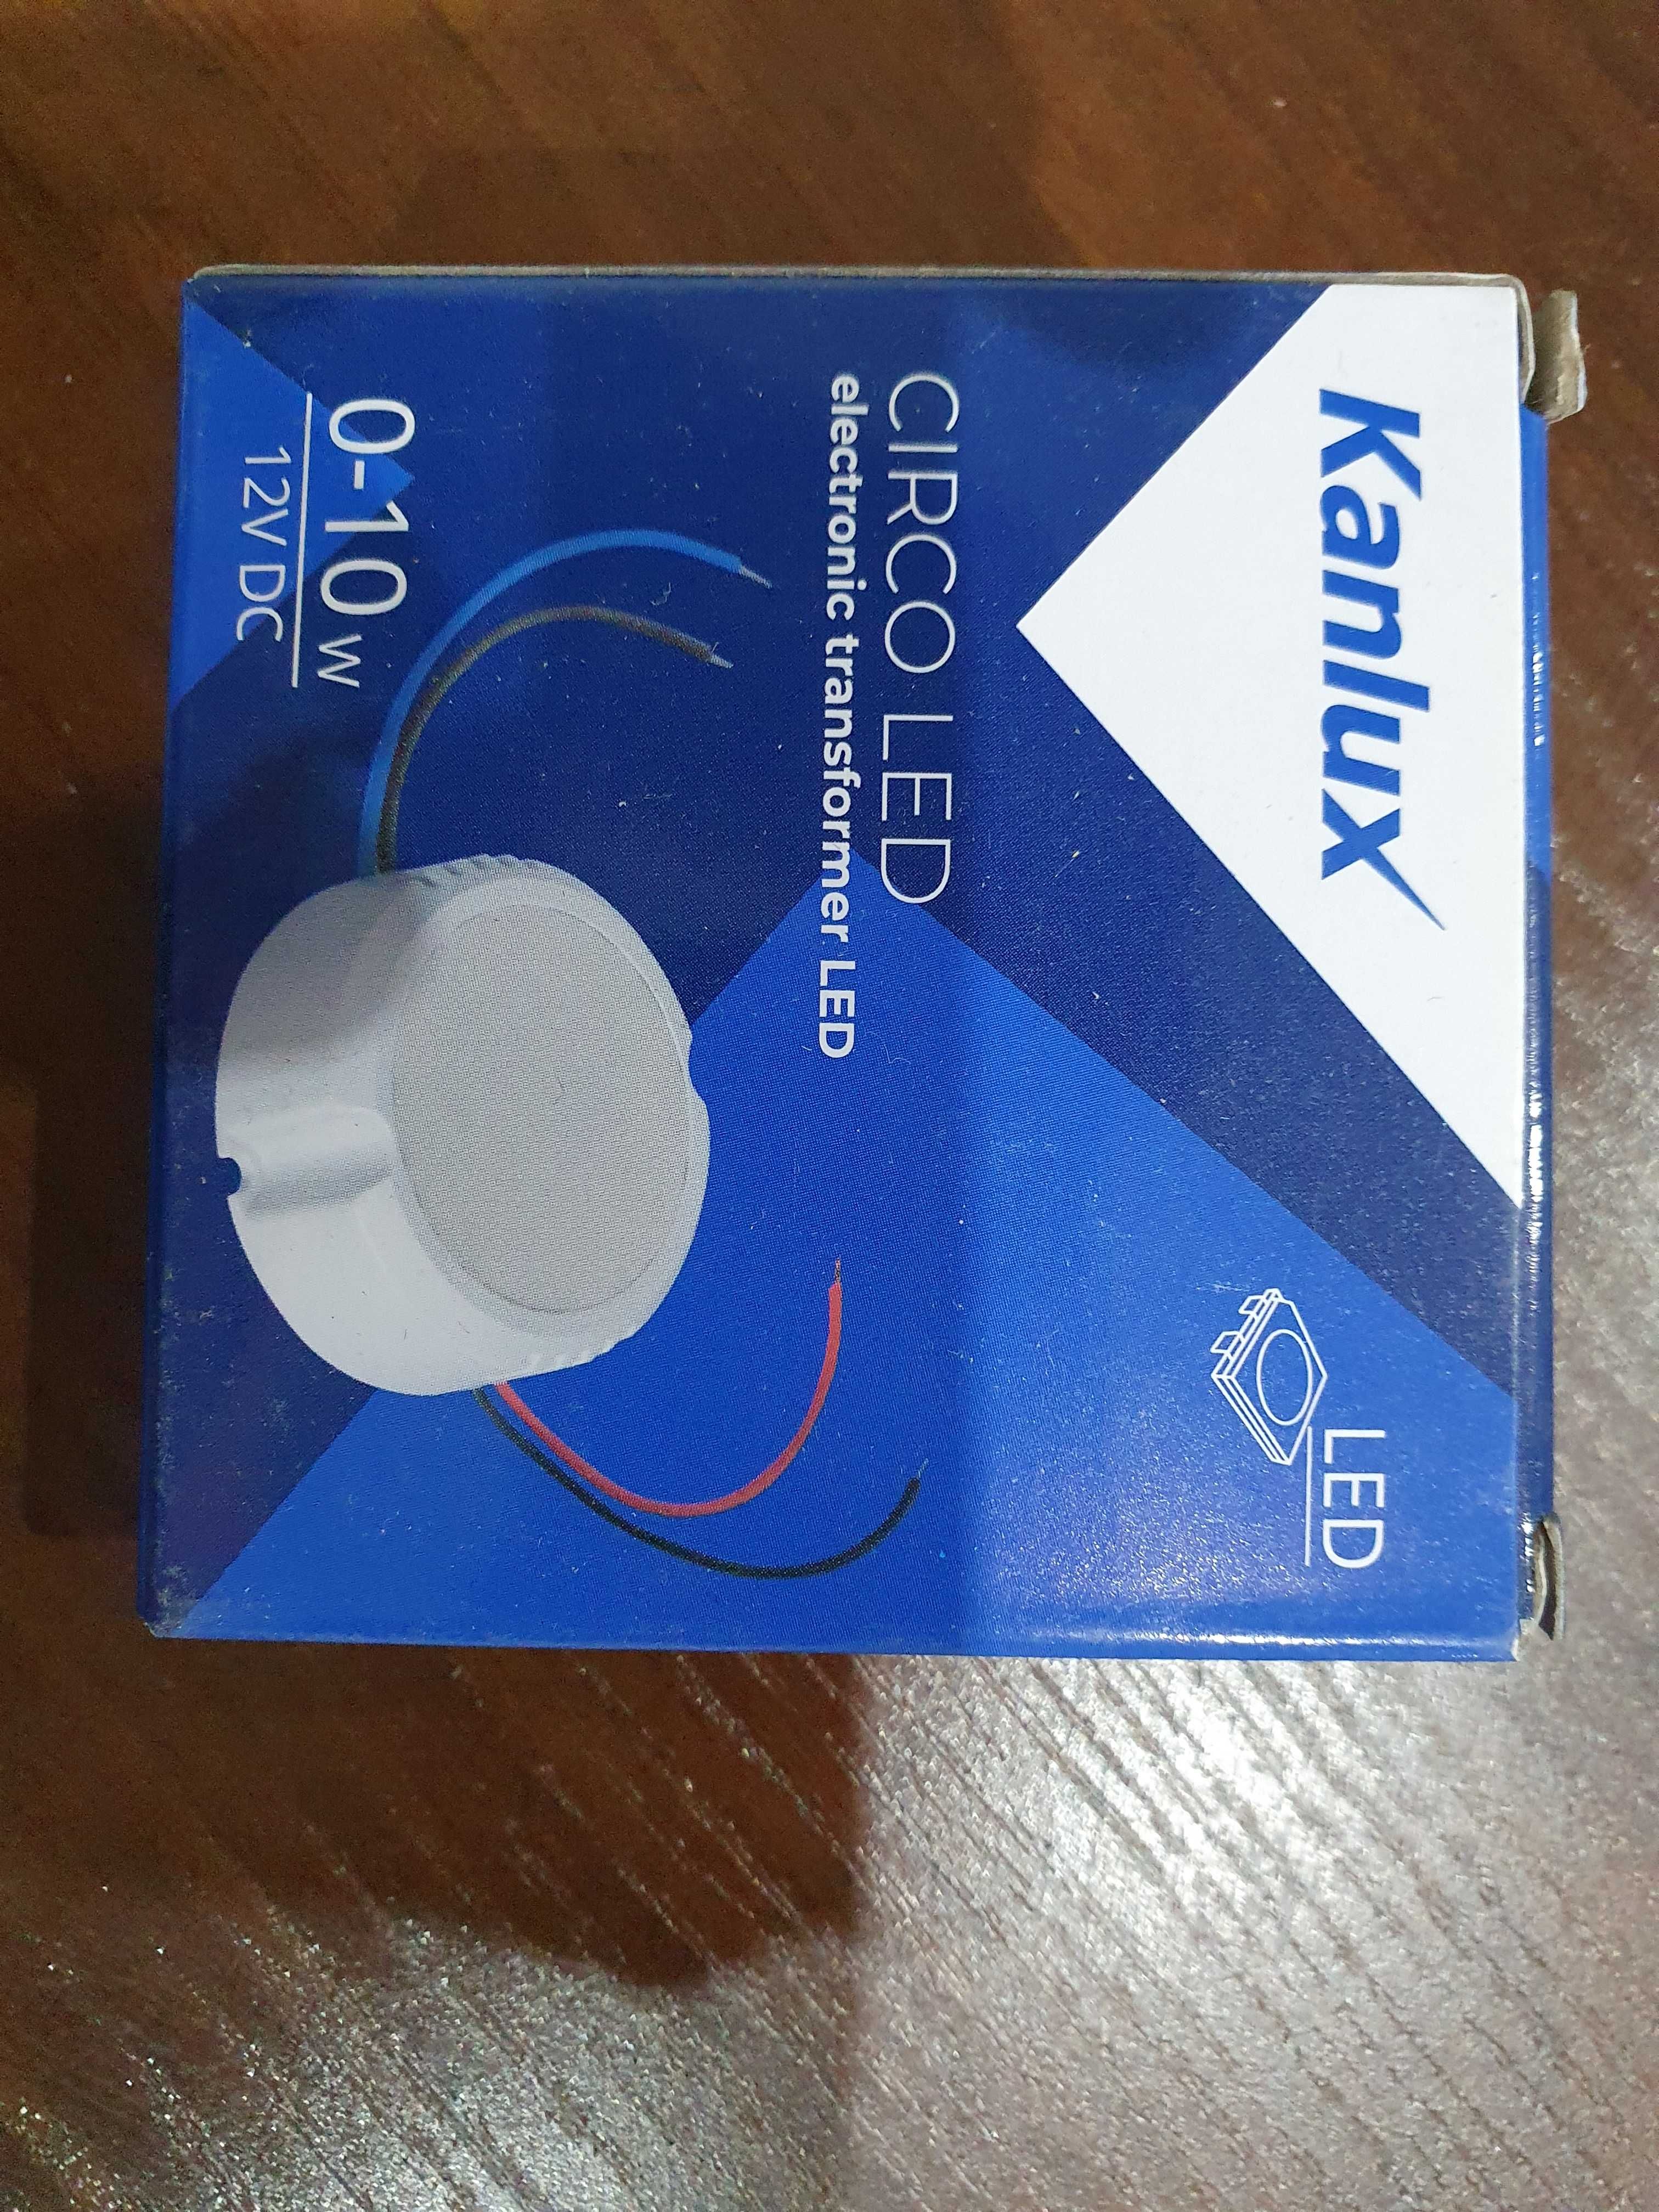 Kanlux
LED
CIRCO LED
electronic transformer LED
0-10 W
12V DC